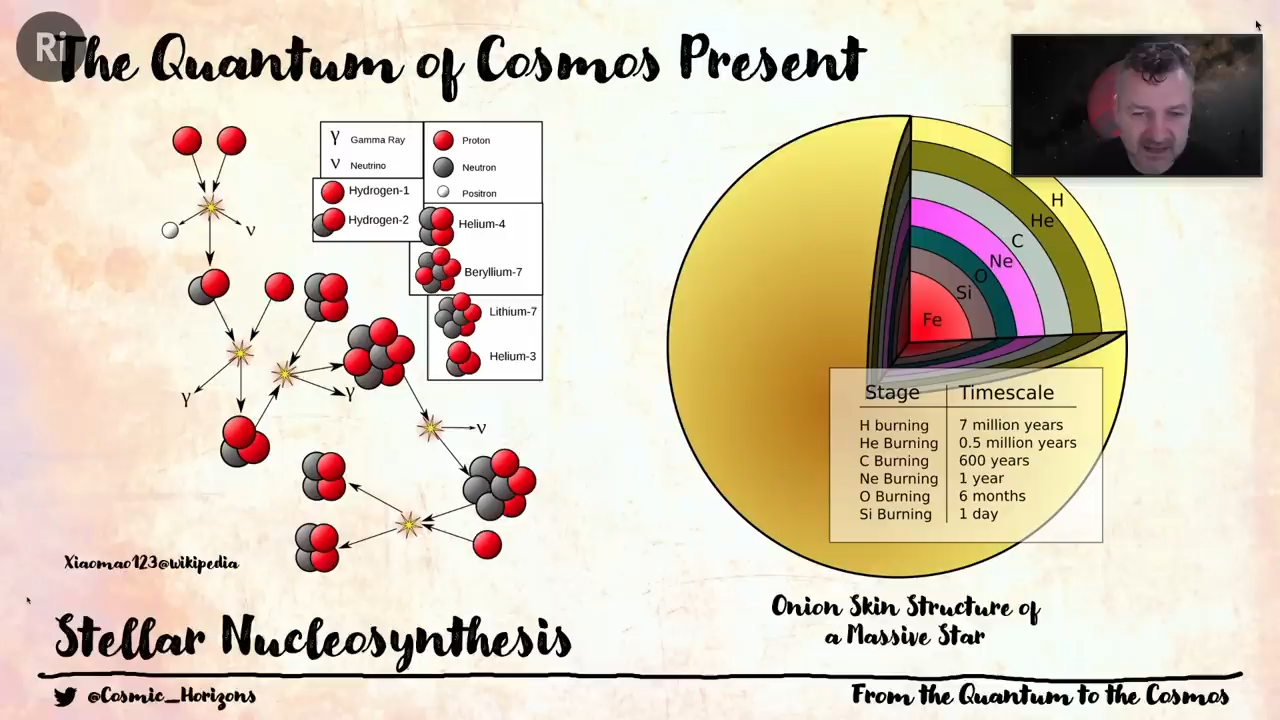 Ri
The Quantum of Cosmos Present
γ Gamma Ray
ν Neutrino
Hydrogen-1
Hydrogen-2
Proton
Neutron
Positron
Helium-4
Beryllium-7
Lithium-7
Helium-3
ν
γ
γ
ν
Xiaomao123@wikipedia
H
He
C
Ne
O
Si
Fe
Stage Timescale
H burning 7 million years
He Burning 0.5 million years
C Burning 600 years
Ne Burning 1 year
O Burning 6 months
Si Burning 1 day
Onion Skin Structure of
a Massive Star
Stellar Nucleosynthesis
@Cosmic_Horizons
From the Quantum to the Cosmos